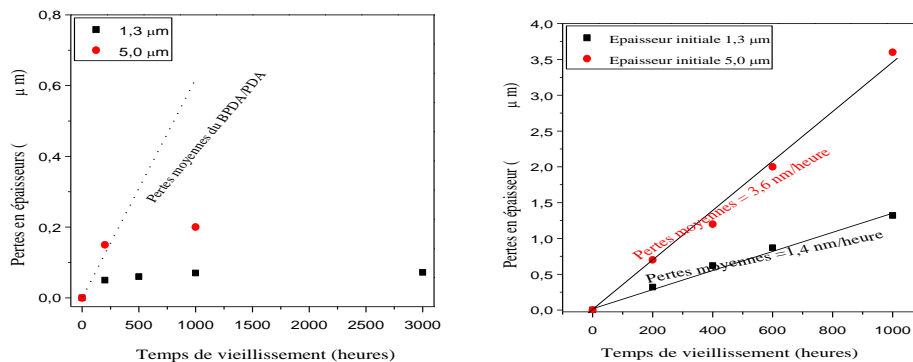 0,8
0,6
0,4
0,2
0,0
Pertes en épaisseurs ( μm)
1,3 μm
5,0 μm
Pertes moyennes du BPDA/PDA
0 500 1000 1500 2000 2500 3000
Temps de vieillissement (heures)
4,0
3,5
3,0
2,5
2,0
1,5
1,0
0,5
0,0
Pertes en épaisseur ( μm)
Epaisseur initiale 1,3 μm
Epaisseur initiale 5,0 μm
Pertes moyennes = 3,6 nm/heure
Pertes moyennes =1,4 nm/heure
0 200 400 600 800 1000
Temps de vieillissement (heures)